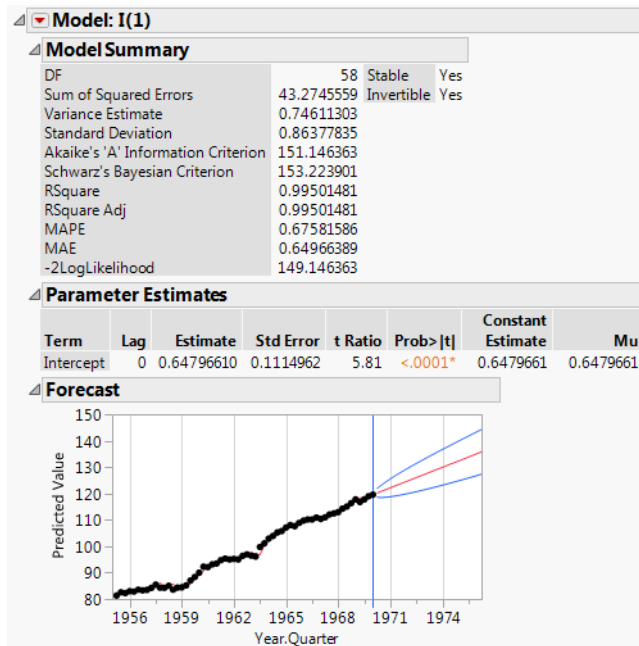 Model: I(1)
Model Summary
DF 58 Stable Yes
Sum of Squared Errors 43.2745559 Invertible Yes
Variance Estimate 0.74611303
Standard Deviation 0.86377835
Akaike's 'A' Information Criterion 151.146363
Schwarz's Bayesian Criterion 153.223901
RSquare 0.99501481
RSquare Adj 0.99501481
MAPE 0.67581586
MAE 0.64966389
-2LogLikelihood 149.146363
Parameter Estimates
Constant
Term Lag Estimate Std Error t Ratio Prob>|t| Estimate Mu
Intercept 0 0.64796610 0.1114962 5.81 <.0001* 0.6479661 0.6479661
Forecast
150
140
130
120
110
100
90
80
Predicted Value
1956 1959 1962 1965 1968 1971 1974
Year.Quarter